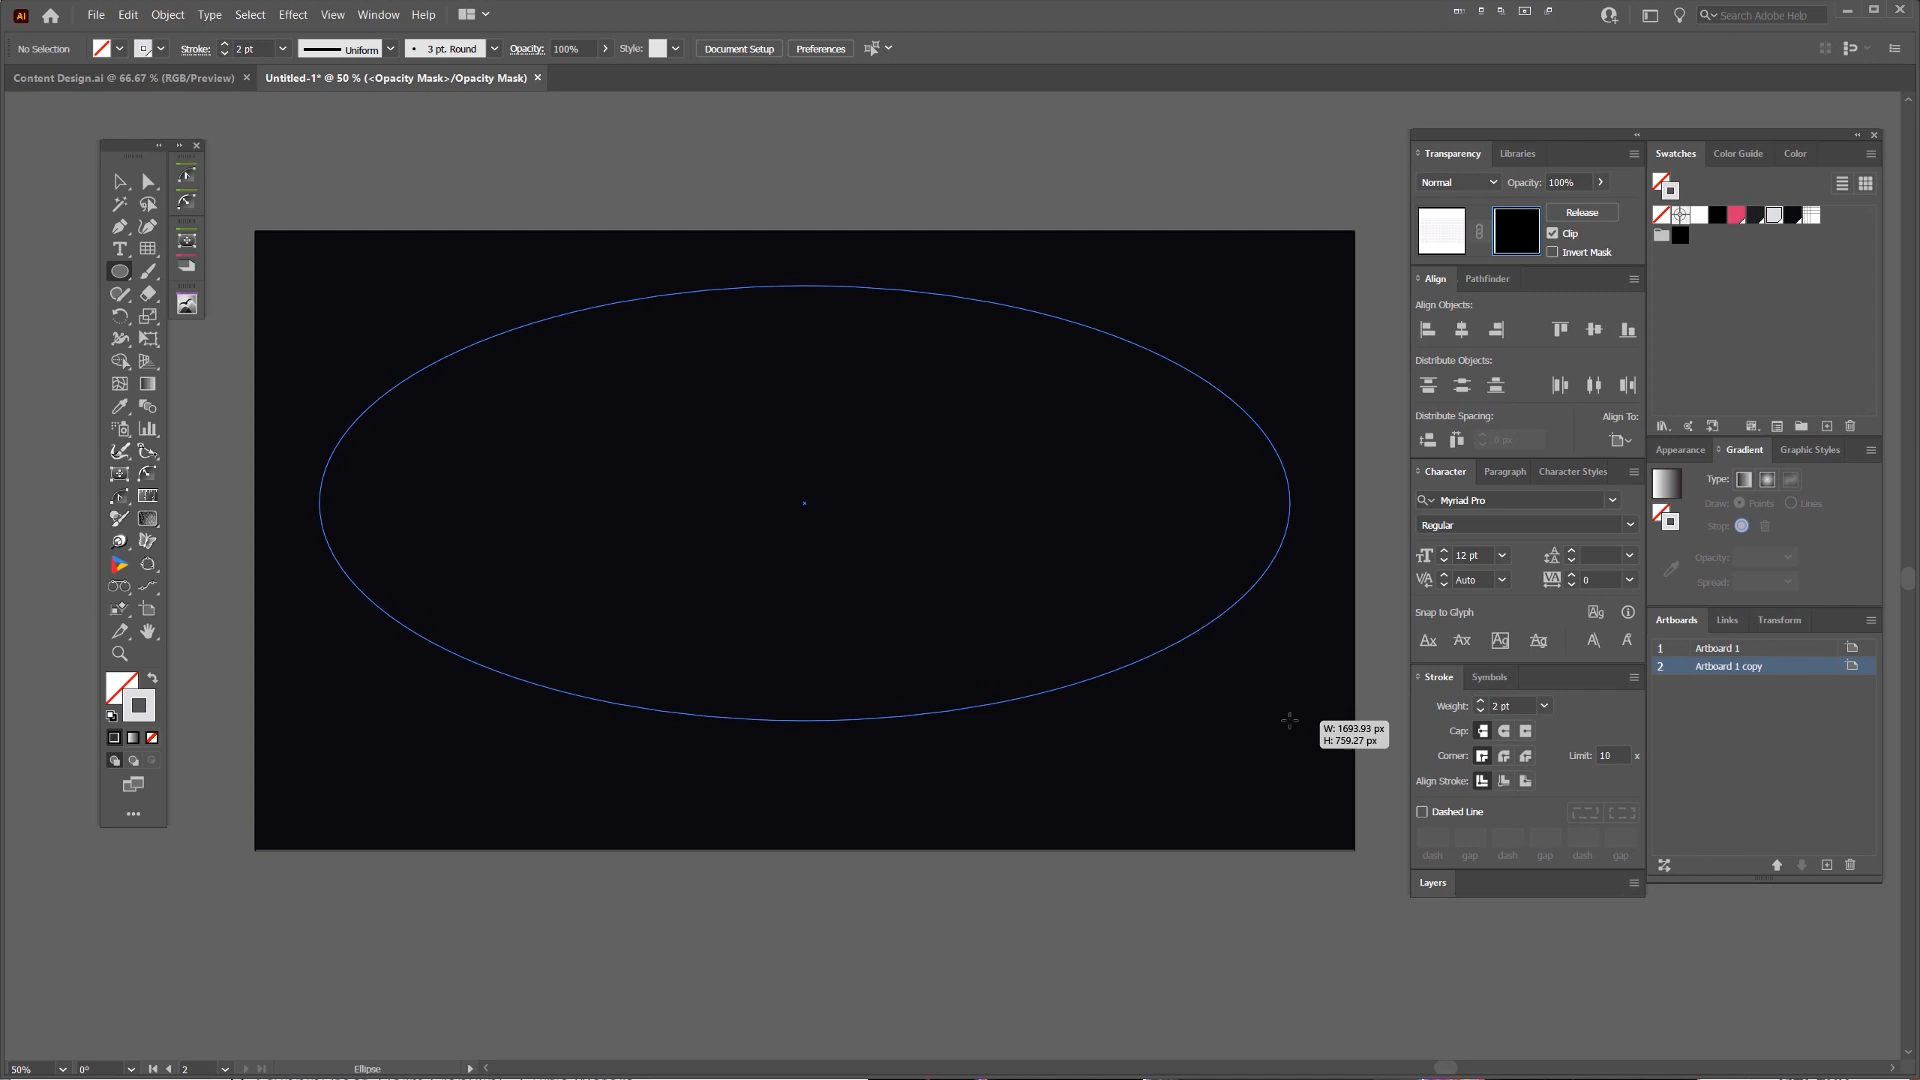 File Edit Object Type Select Effect View Window Help
Search Adobe Help
No Selection Stroke: 2 pt Uniform 3 pt. Round Opacity: 100% Style: Document Setup Preferences
Content Design.ai @ 66.67 % (RGB/Preview) Untitled-1* @ 50 % (<Opacity Mask>/Opacity Mask)
W: 1693.93 px
H: 759.27 px
Transparency Libraries
Normal Opacity: 100%
Release
Clip
Invert Mask
Align Pathfinder
Align Objects:
Distribute Objects:
Distribute Spacing: Align To:
0 px
Character Paragraph Character Styles
Myriad Pro
Regular
12 pt
Auto 0
Snap to Glyph
Stroke Symbols
Weight: 2 pt
Cap:
Corner: Limit: 10 x
Align Stroke:
Dashed Line
dash gap dash gap dash gap
Layers
Swatches Color Guide Color
Appearance Gradient Graphic Styles
Type:
Draw: Points Lines
Stop:
Opacity:
Spread:
Artboards Links Transform
1 Artboard 1
2 Artboard 1 copy
50% 0° 2 Ellipse